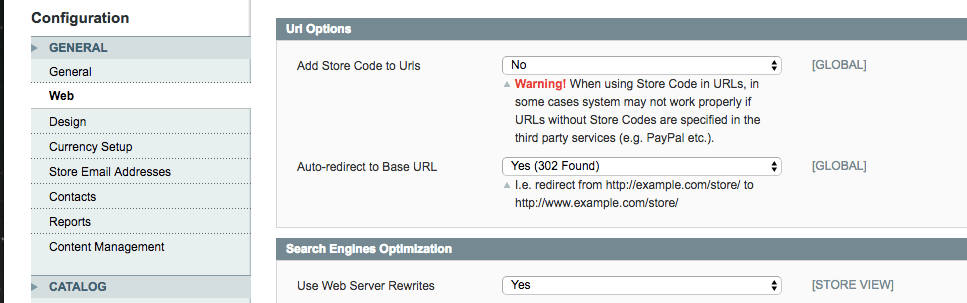 Configuration
GENERAL
General
Web
Design
Currency Setup
Store Email Addresses
Contacts
Reports
Content Management
CATALOG
Url Options
Add Store Code to Urls
No
[GLOBAL]
Warning! When using Store Code in URLs, in
some cases system may not work properly if
URLs without Store Codes are specified in the
third party services (e.g. PayPal etc.).
Auto-redirect to Base URL
Yes (302 Found)
[GLOBAL]
I.e. redirect from http://example.com/store/ to
http://www.example.com/store/
Search Engines Optimization
Use Web Server Rewrites
Yes
[STORE VIEW]